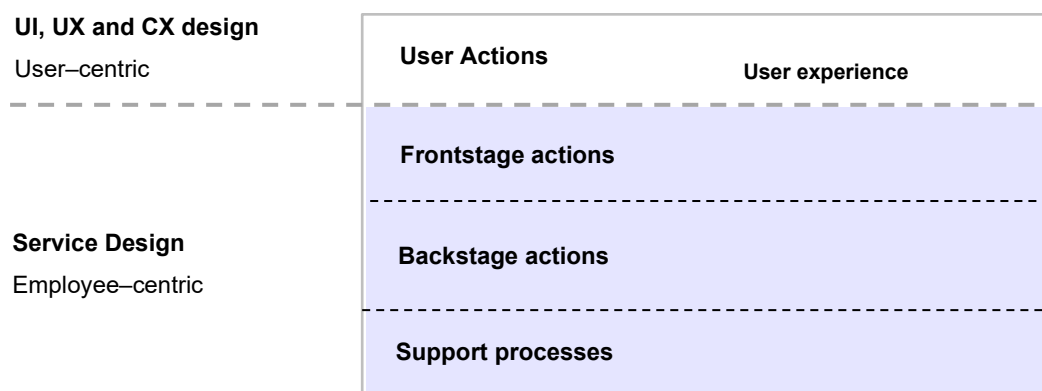 UI, UX and CX design
User–centric
User Actions
User experience
Frontstage actions
Service Design
Employee–centric
Backstage actions
Support processes